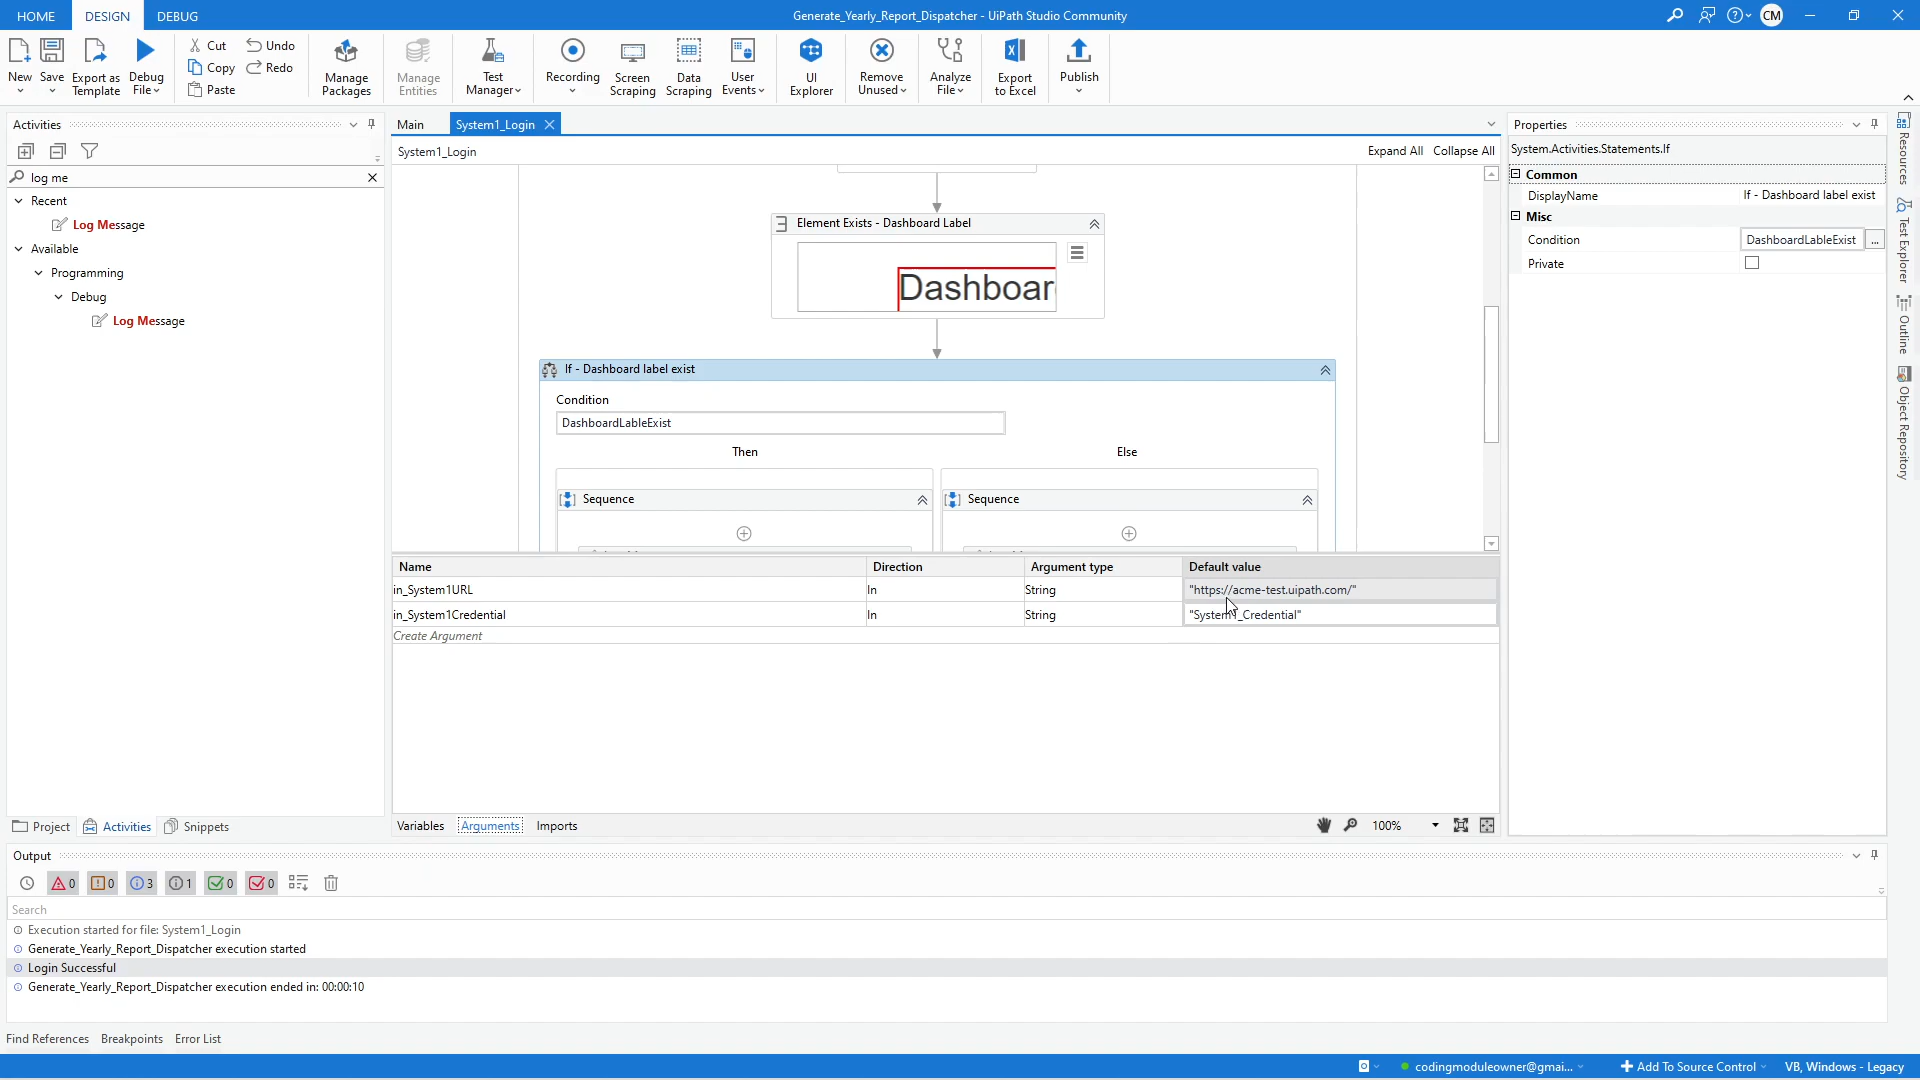 HOME DESIGN DEBUG
Generate_Yearly_Report_Dispatcher - UiPath Studio Community
CM
New Save Export as Template Debug File
Cut Copy Paste Undo Redo
Manage Packages
Manage Entities
Test Manager
Recording
Screen Scraping
Data Scraping
User Events
UI Explorer
Remove Unused
Analyze File
Export to Excel
Publish
Activities
log me
Recent
Log Message
Available
Programming
Debug
Log Message
Project Activities Snippets
Main System1_Login
System1_Login Expand All Collapse All
Element Exists - Dashboard Label
Dashboar
If - Dashboard label exist
Condition
DashboardLableExist
Then Else
Sequence Sequence
Name Direction Argument type Default value
in_System1URL In String "https://acme-test.uipath.com/"
in_System1Credential In String "System1_Credential"
Create Argument
Variables Arguments Imports 100%
Properties
System.Activities.Statements.If
Common
DisplayName If - Dashboard label exist
Misc
Condition DashboardLableExist ...
Private
Resources
Test Explorer
Outline
Object Repository
Output
0 0 3 1 0 0
Search
Execution started for file: System1_Login
Generate_Yearly_Report_Dispatcher execution started
Login Successful
Generate_Yearly_Report_Dispatcher execution ended in: 00:00:10
Find References Breakpoints Error List
codingmoduleowner@gmai... Add To Source Control VB, Windows - Legacy